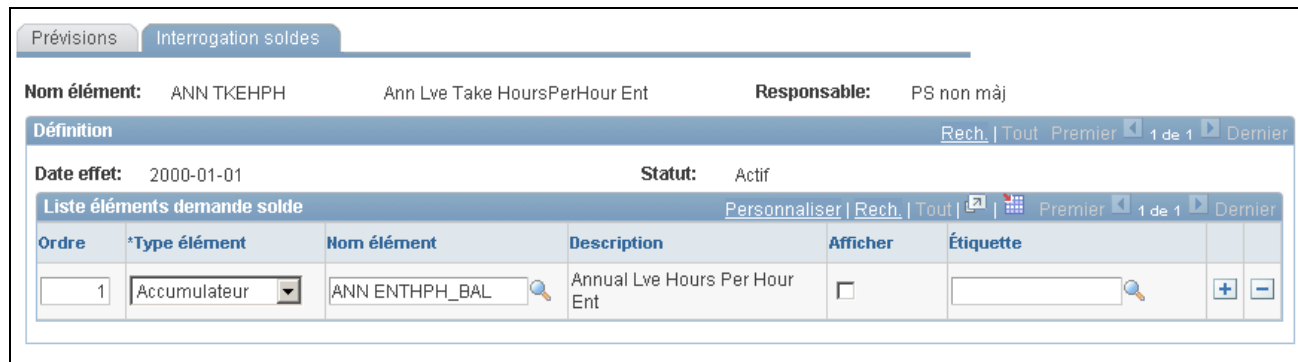 Prévisions Interrogation soldes
Nom élément: ANN TKEHPH Ann Lve Take HoursPerHour Ent Responsable: PS non màj
Définition Rech. | Tout Premier 1 de 1 Dernier
Date effet: 2000-01-01 Statut: Actif
Liste éléments demande solde Personnaliser | Rech. | Tout | | Premier 1 de 1 Dernier
Ordre *Type élément Nom élément Description Afficher Étiquette
1 Accumulateur ANN ENTHPH_BAL Annual Lve Hours Per Hour
Ent